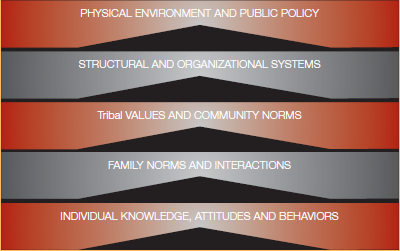 PHYSICAL ENVIRONMENT AND PUBLIC POLICY
STRUCTURAL AND ORGANIZATIONAL SYSTEMS
Tribal VALUES AND COMMUNITY NORMS
FAMILY NORMS AND INTERACTIONS
INDIVIDUAL KNOWLEDGE, ATTITUDES AND BEHAVIORS